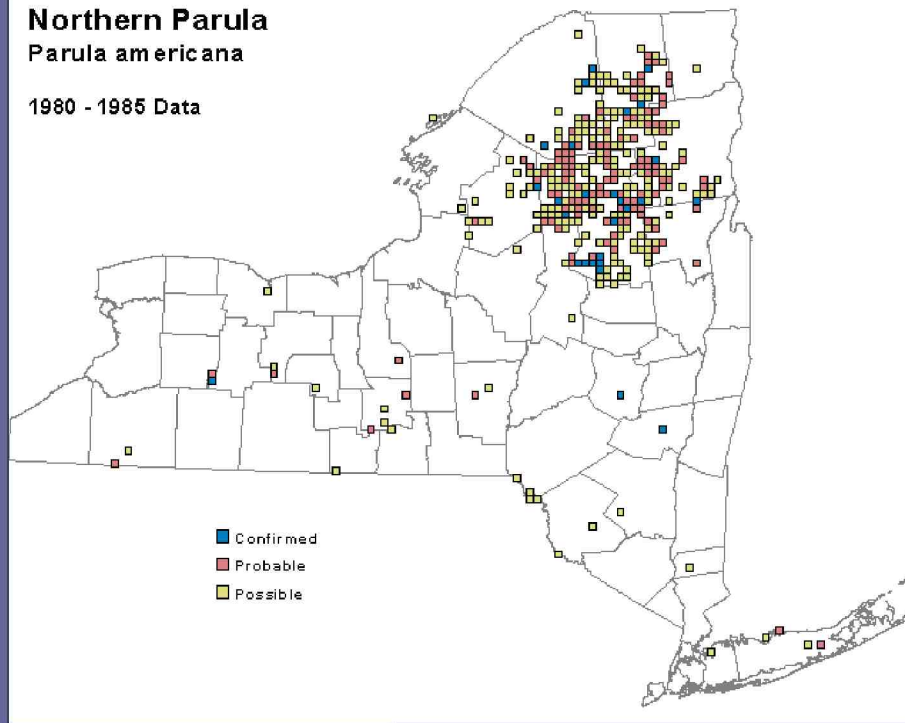 Northern Parula
Parula americana
1980 - 1985 Data
Confirmed
Probable
Possible